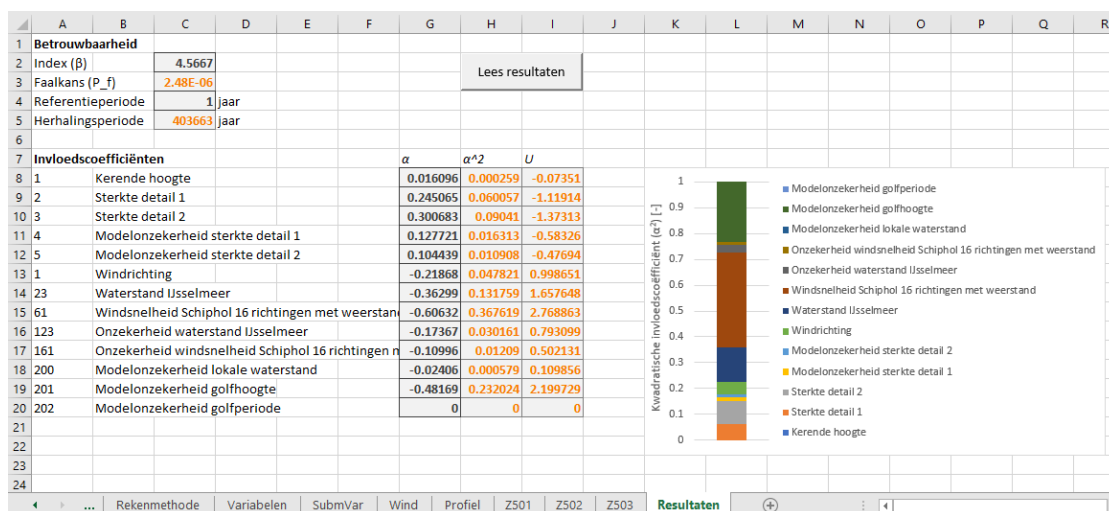 A B C D E F G H I J K L M N O P Q R
1 Betrouwbaarheid
2 Index (β) 4.5667
Lees resultaten
3 Faalkans (P_f) 2.48E-06
4 Referentieperiode 1 jaar
5 Herhalingsperiode 403663 jaar
6
7 Invloedscoefficiënten α α^2 U
8 1 Kerende hoogte 0.016096 0.000259 -0.07351
9 2 Sterkte detail 1 0.245065 0.060057 -1.11914
10 3 Sterkte detail 2 0.300683 0.09041 -1.37313
11 4 Modelonzekerheid sterkte detail 1 0.127721 0.016313 -0.58326
12 5 Modelonzekerheid sterkte detail 2 0.104439 0.010908 -0.47694
13 1 Windrichting -0.21868 0.047821 0.998651
14 23 Waterstand IJsselmeer -0.36299 0.131759 1.657648
15 61 Windsnelheid Schiphol 16 richtingen met weerstan -0.60632 0.367619 2.768863
16 123 Onzekerheid waterstand IJsselmeer -0.17367 0.030161 0.793099
17 161 Onzekerheid windsnelheid Schiphol 16 richtingen n -0.10996 0.01209 0.502131
18 200 Modelonzekerheid lokale waterstand -0.02406 0.000579 0.109856
19 201 Modelonzekerheid golfhoogte -0.48169 0.232024 2.199729
20 202 Modelonzekerheid golfperiode 0 0 0
21
22
23
24
Kwadratische invloedscoëfficiënt (α²) [-]
1
0.9
0.8
0.7
0.6
0.5
0.4
0.3
0.2
0.1
0
Modelonzekerheid golfperiode
Modelonzekerheid golfhoogte
Modelonzekerheid lokale waterstand
Onzekerheid windsnelheid Schiphol 16 richtingen met weerstand
Onzekerheid waterstand IJsselmeer
Windsnelheid Schiphol 16 richtingen met weerstand
Waterstand IJsselmeer
Windrichting
Modelonzekerheid sterkte detail 2
Modelonzekerheid sterkte detail 1
Sterkte detail 2
Sterkte detail 1
Kerende hoogte
... Rekenmethode Variabelen SubmVar Wind Profiel Z501 Z502 Z503 Resultaten